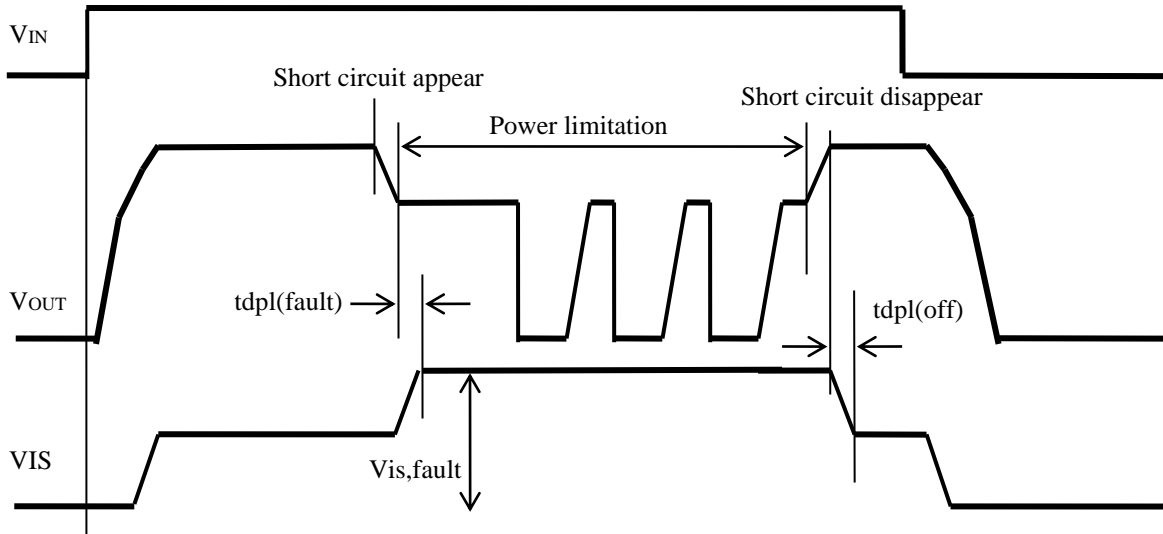 VIN
Short circuit appear
Short circuit disappear
Power limitation
VOUT
tdpl(fault)
tdpl(off)
VIS
Vis,fault